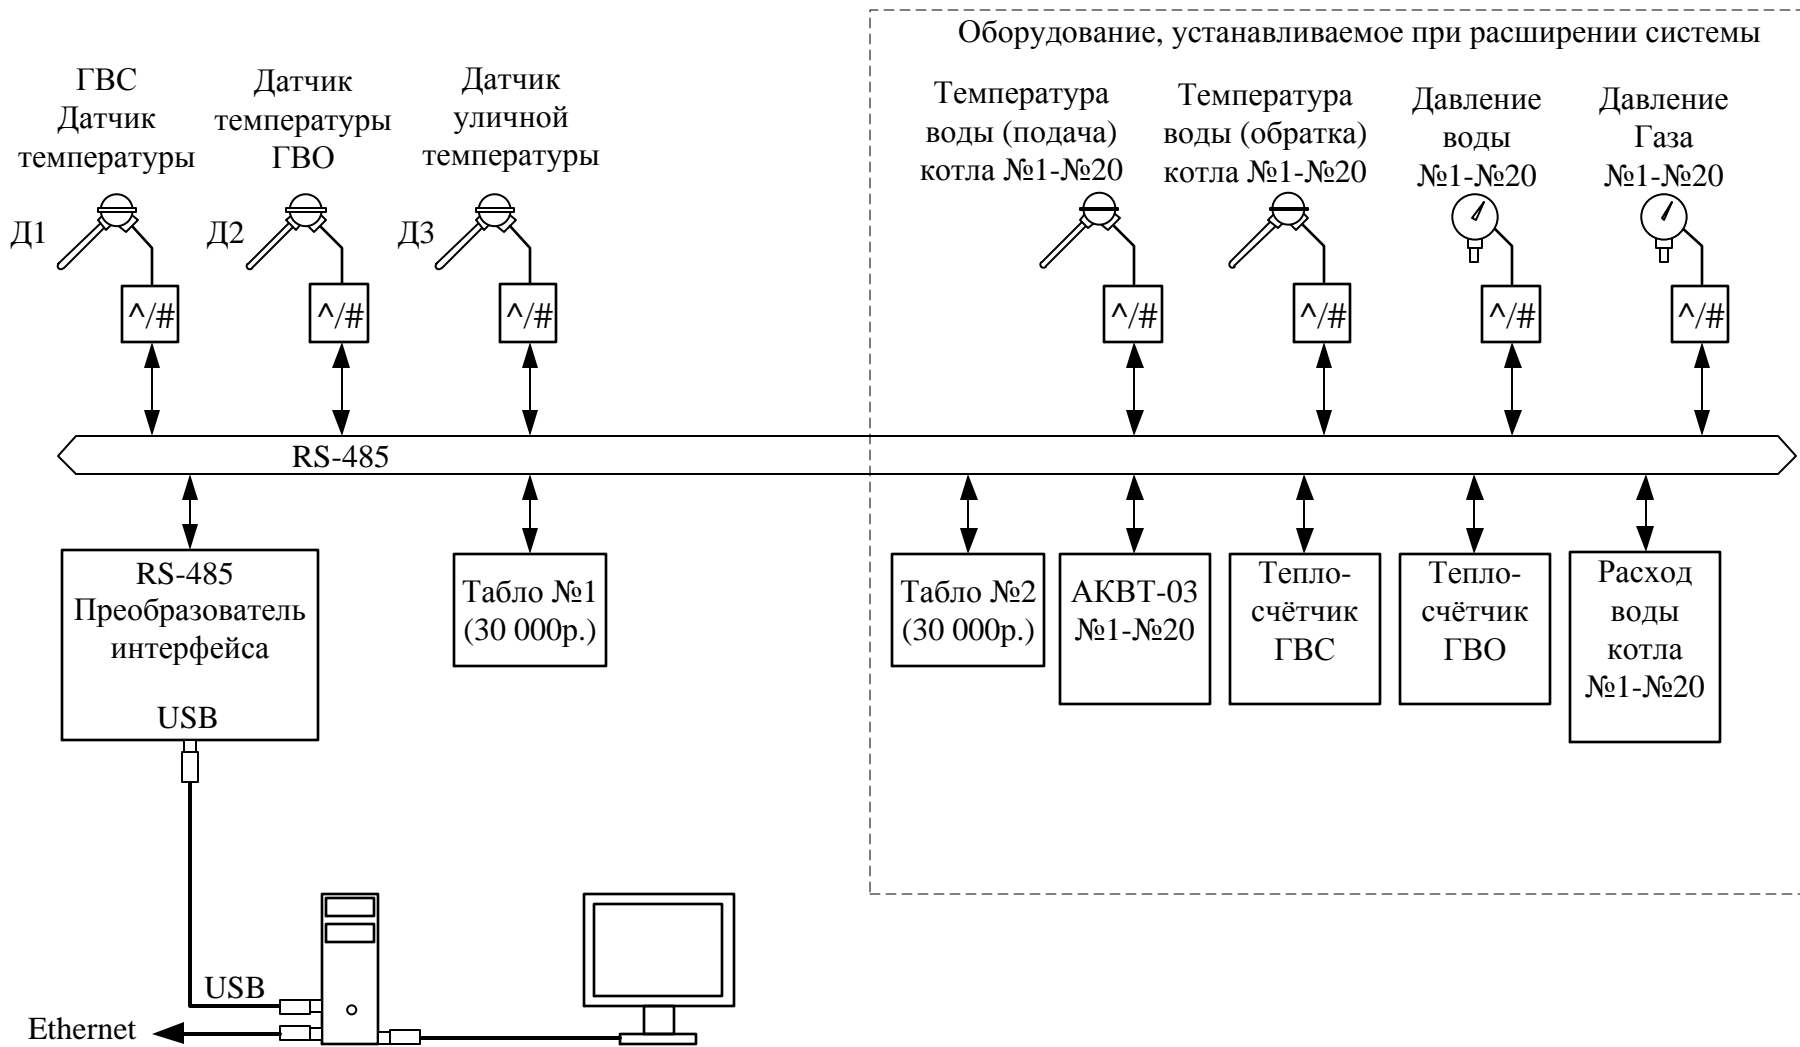 Оборудование, устанавливаемое при расширении системы
ГВС
Датчик
температуры
Датчик
температуры
ГВО
Датчик
уличной
температуры
Температура
воды (подача)
котла №1-№20
Температура
воды (обратка)
котла №1-№20
Давление
воды
№1-№20
Давление
Газа
№1-№20
Д1
Д2
Д3
^/#
^/#
^/#
^/#
^/#
^/#
^/#
RS-485
RS-485
Преобразователь
интерфейса
USB
Табло №1
(30 000р.)
Табло №2
(30 000р.)
АКВТ-03
№1-№20
Тепло-
счётчик
ГВС
Тепло-
счётчик
ГВО
Расход
воды
котла
№1-№20
USB
Ethernet